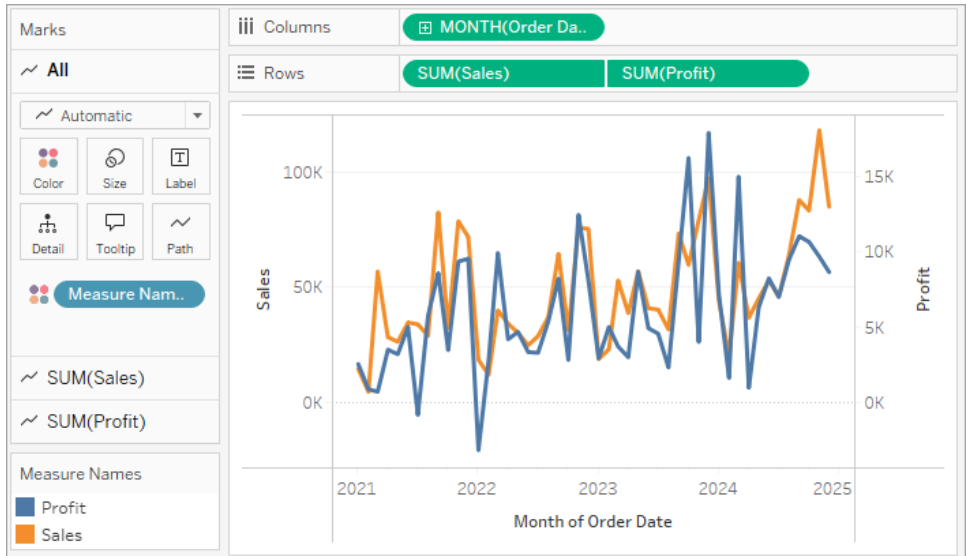 Marks
All
Automatic
Color
Size
Label
Detail
Tooltip
Path
Measure Nam..
SUM(Sales)
SUM(Profit)
Measure Names
Profit
Sales
Columns
MONTH(Order Da..
Rows
SUM(Sales) SUM(Profit)
100K
50K
0K
Sales
15K
10K
5K
0K
Profit
2021 2022 2023 2024 2025
Month of Order Date